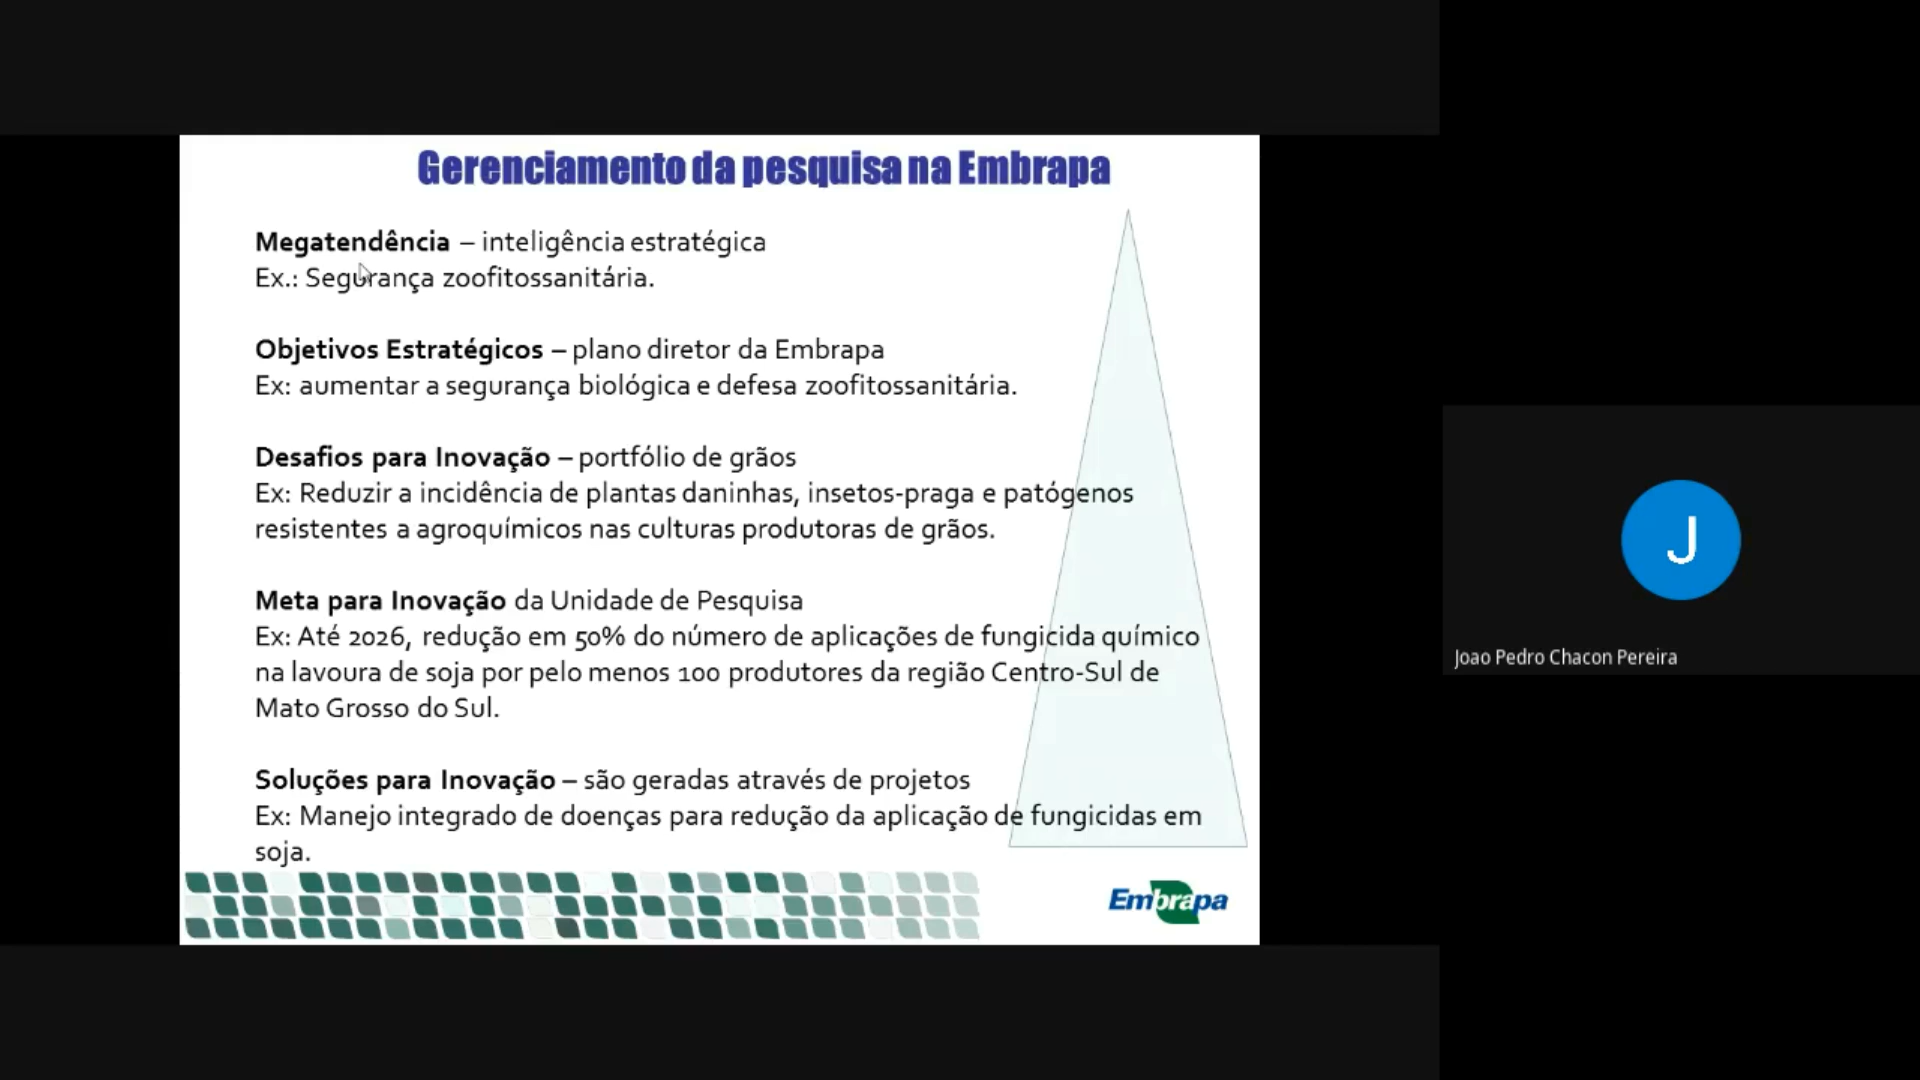 Gerenciamento da pesquisa na Embrapa
Megatendência – inteligência estratégica
Ex.: Segurança zoofitossanitária.
Objetivos Estratégicos – plano diretor da Embrapa
Ex: aumentar a segurança biológica e defesa zoofitossanitária.
Desafios para Inovação – portfólio de grãos
Ex: Reduzir a incidência de plantas daninhas, insetos-praga e patógenos
resistentes a agroquímicos nas culturas produtoras de grãos.
Meta para Inovação da Unidade de Pesquisa
Ex: Até 2026, redução em 50% do número de aplicações de fungicida químico
na lavoura de soja por pelo menos 100 produtores da região Centro-Sul de
Mato Grosso do Sul.
Soluções para Inovação – são geradas através de projetos
Ex: Manejo integrado de doenças para redução da aplicação de fungicidas em
soja.
Embrapa
J
Joao Pedro Chacon Pereira